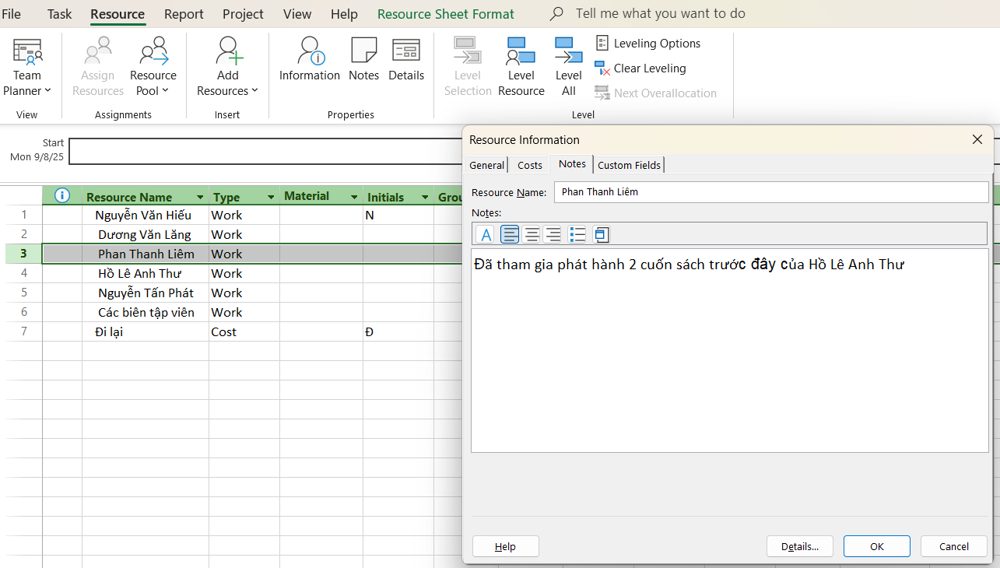 File Task Resource Report Project View Help Resource Sheet Format Tell me what you want to do
Team Planner
View
Assign Resources
Resource Pool
Assignments
Add Resources
Insert
Information Notes Details
Properties
Level Selection
Level Resource
Level All
Leveling Options
Clear Leveling
Next Overallocation
Level
Start
Mon 9/8/25
Resource Name Type Material Initials Grou
1 Nguyễn Văn Hiếu Work N
2 Dương Văn Lăng Work
3 Phan Thanh Liêm Work
4 Hồ Lê Anh Thư Work
5 Nguyễn Tấn Phát Work
6 Các biên tập viên Work
7 Đi lại Cost Đ
Resource Information
General Costs Notes Custom Fields
Resource Name: Phan Thanh Liêm
Notes:
A
Đã tham gia phát hành 2 cuốn sách trước đây của Hồ Lê Anh Thư
Help Details... OK Cancel